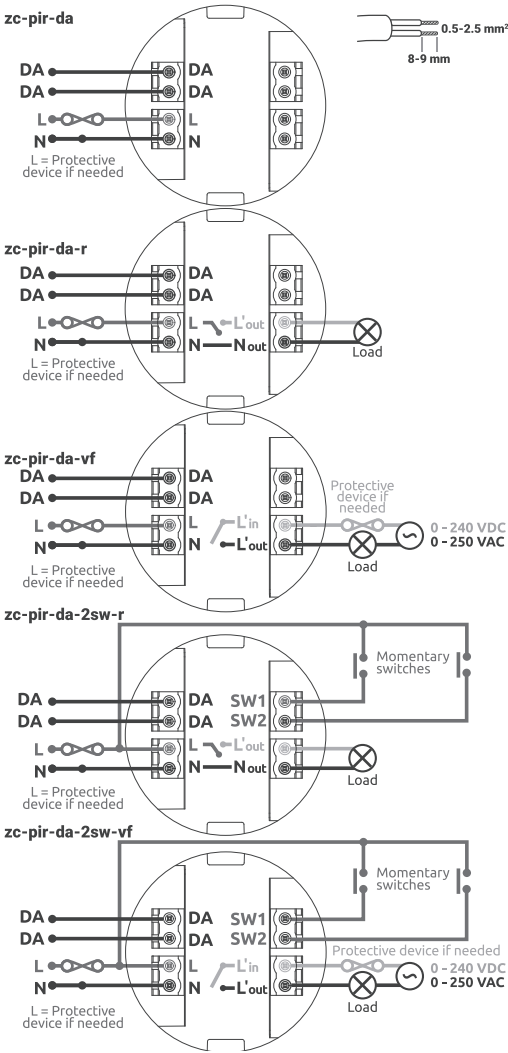 zc-pir-da
0.5-2.5 mm²
8-9 mm
DA DA
DA DA
L L
N N
L = Protective
device if needed
zc-pir-da-r
DA DA
DA DA
L L L'out
N N Nout
Load
L = Protective
device if needed
zc-pir-da-vf
DA DA
DA DA
Protective
device if
needed
L L L'in
N N L'out
0 - 240 VDC
0 - 250 VAC
Load
L = Protective
device if needed
zc-pir-da-2sw-r
Momentary
switches
DA DA SW1
DA DA SW2
L L L'out
N N Nout
Load
L = Protective
device if needed
zc-pir-da-2sw-vf
Momentary
switches
DA DA SW1
DA DA SW2
Protective device if needed
L L L'in
N N L'out
0 - 240 VDC
0 - 250 VAC
Load
L = Protective
device if needed